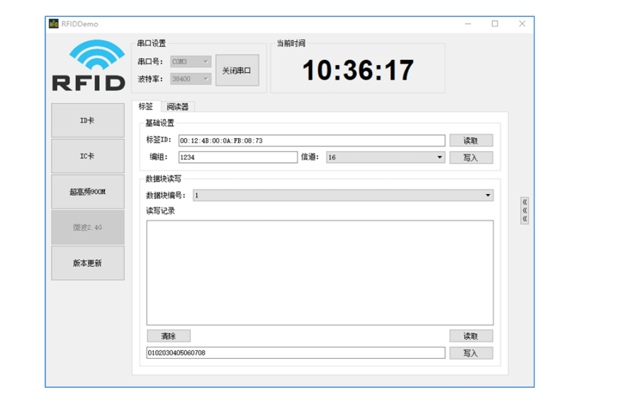 RFIDDemo
RFID
串口设置
串口号: COM3
波特率: 38400
关闭串口
当前时间
10:36:17
ID卡
IC卡
超高频900M
微波2.4G
版本更新
标签 阅读器
基础设置
标签ID: 00:12:4B:00:0A:FB:08:73 读取
编组: 1234 信道: 16 写入
数据块读写
数据块编号: 1
读写记录
清除 读取
0102030405060708 写入